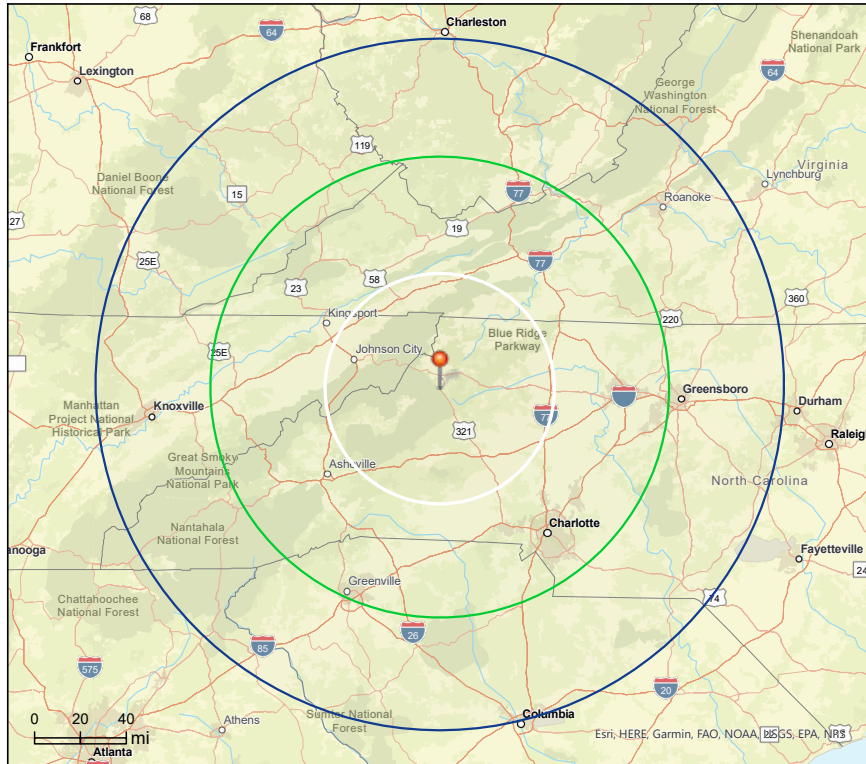 68
Charleston
64
Shenandoah
National Park
Frankfort
Lexington
64
George
Washington
National Forest
119
Virginia
Daniel Boone
National Forest
15
77
Lynchburg
Roanoke
27
19
25E
77
58
23
360
Kingsport
220
Blue Ridge
Parkway
25E
Johnson City
Greensboro
Manhattan
Project National
Historical Park
Knoxville
77
Durham
321
Raleigh
Great Smoky
Mountains
National Park
Asheville
North Carolina
Nantahala
National Forest
Charlotte
anooga
Fayetteville
24
Greenville
Chattahoochee
National Forest
74
26
85
575
20
0 20 40
mi
Athens
Sumter National
Forest
Columbia
Esri, HERE, Garmin, FAO, NOAA, USGS, EPA, NPS
Atlanta